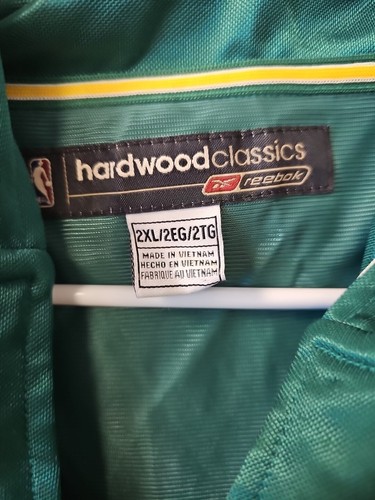 hardwoodclassics
Reebok
2XL/2EG/2TG
MADE IN VIETNAM
HECHO EN VIETNAM
FABRIQUE AU VIETNAM